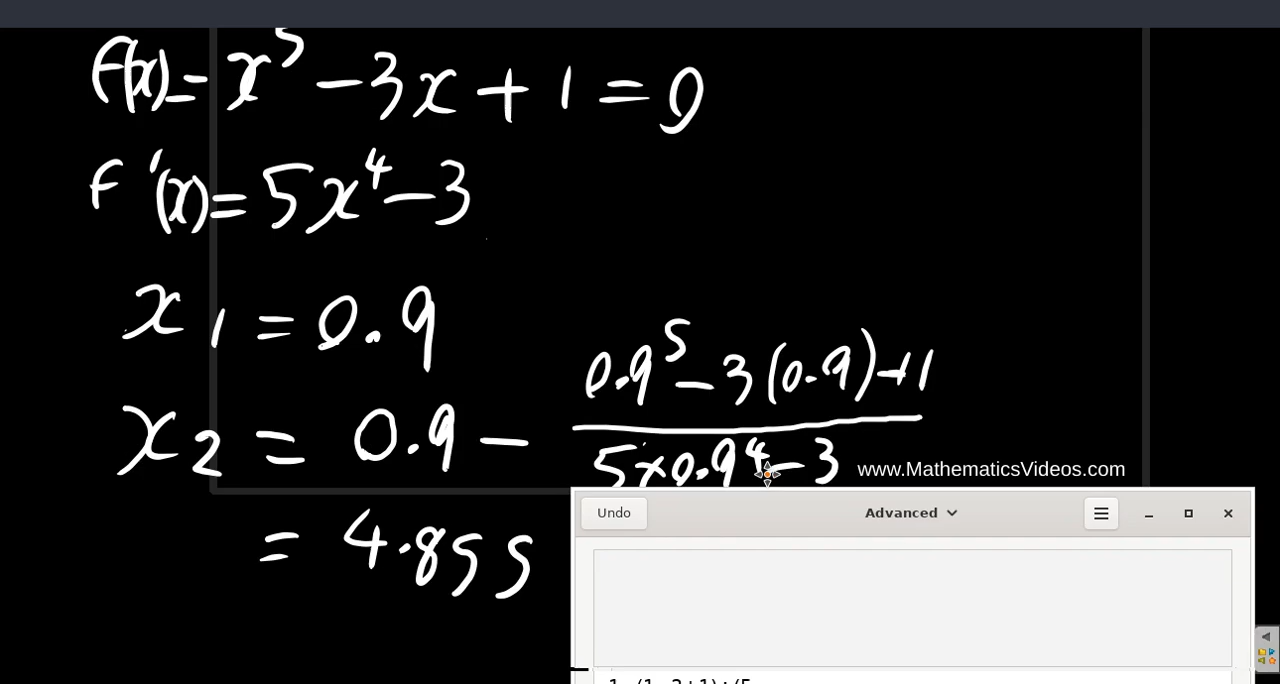 f(x) = x⁵ − 3x + 1 = 0
f'(x) = 5x⁴ − 3
x₁ = 0.9
x₂ = 0.9 − (0.9⁵ − 3(0.9) + 1)/(5×0.9⁴ − 3)
www.MathematicsVideos.com
= 4.855
Undo Advanced